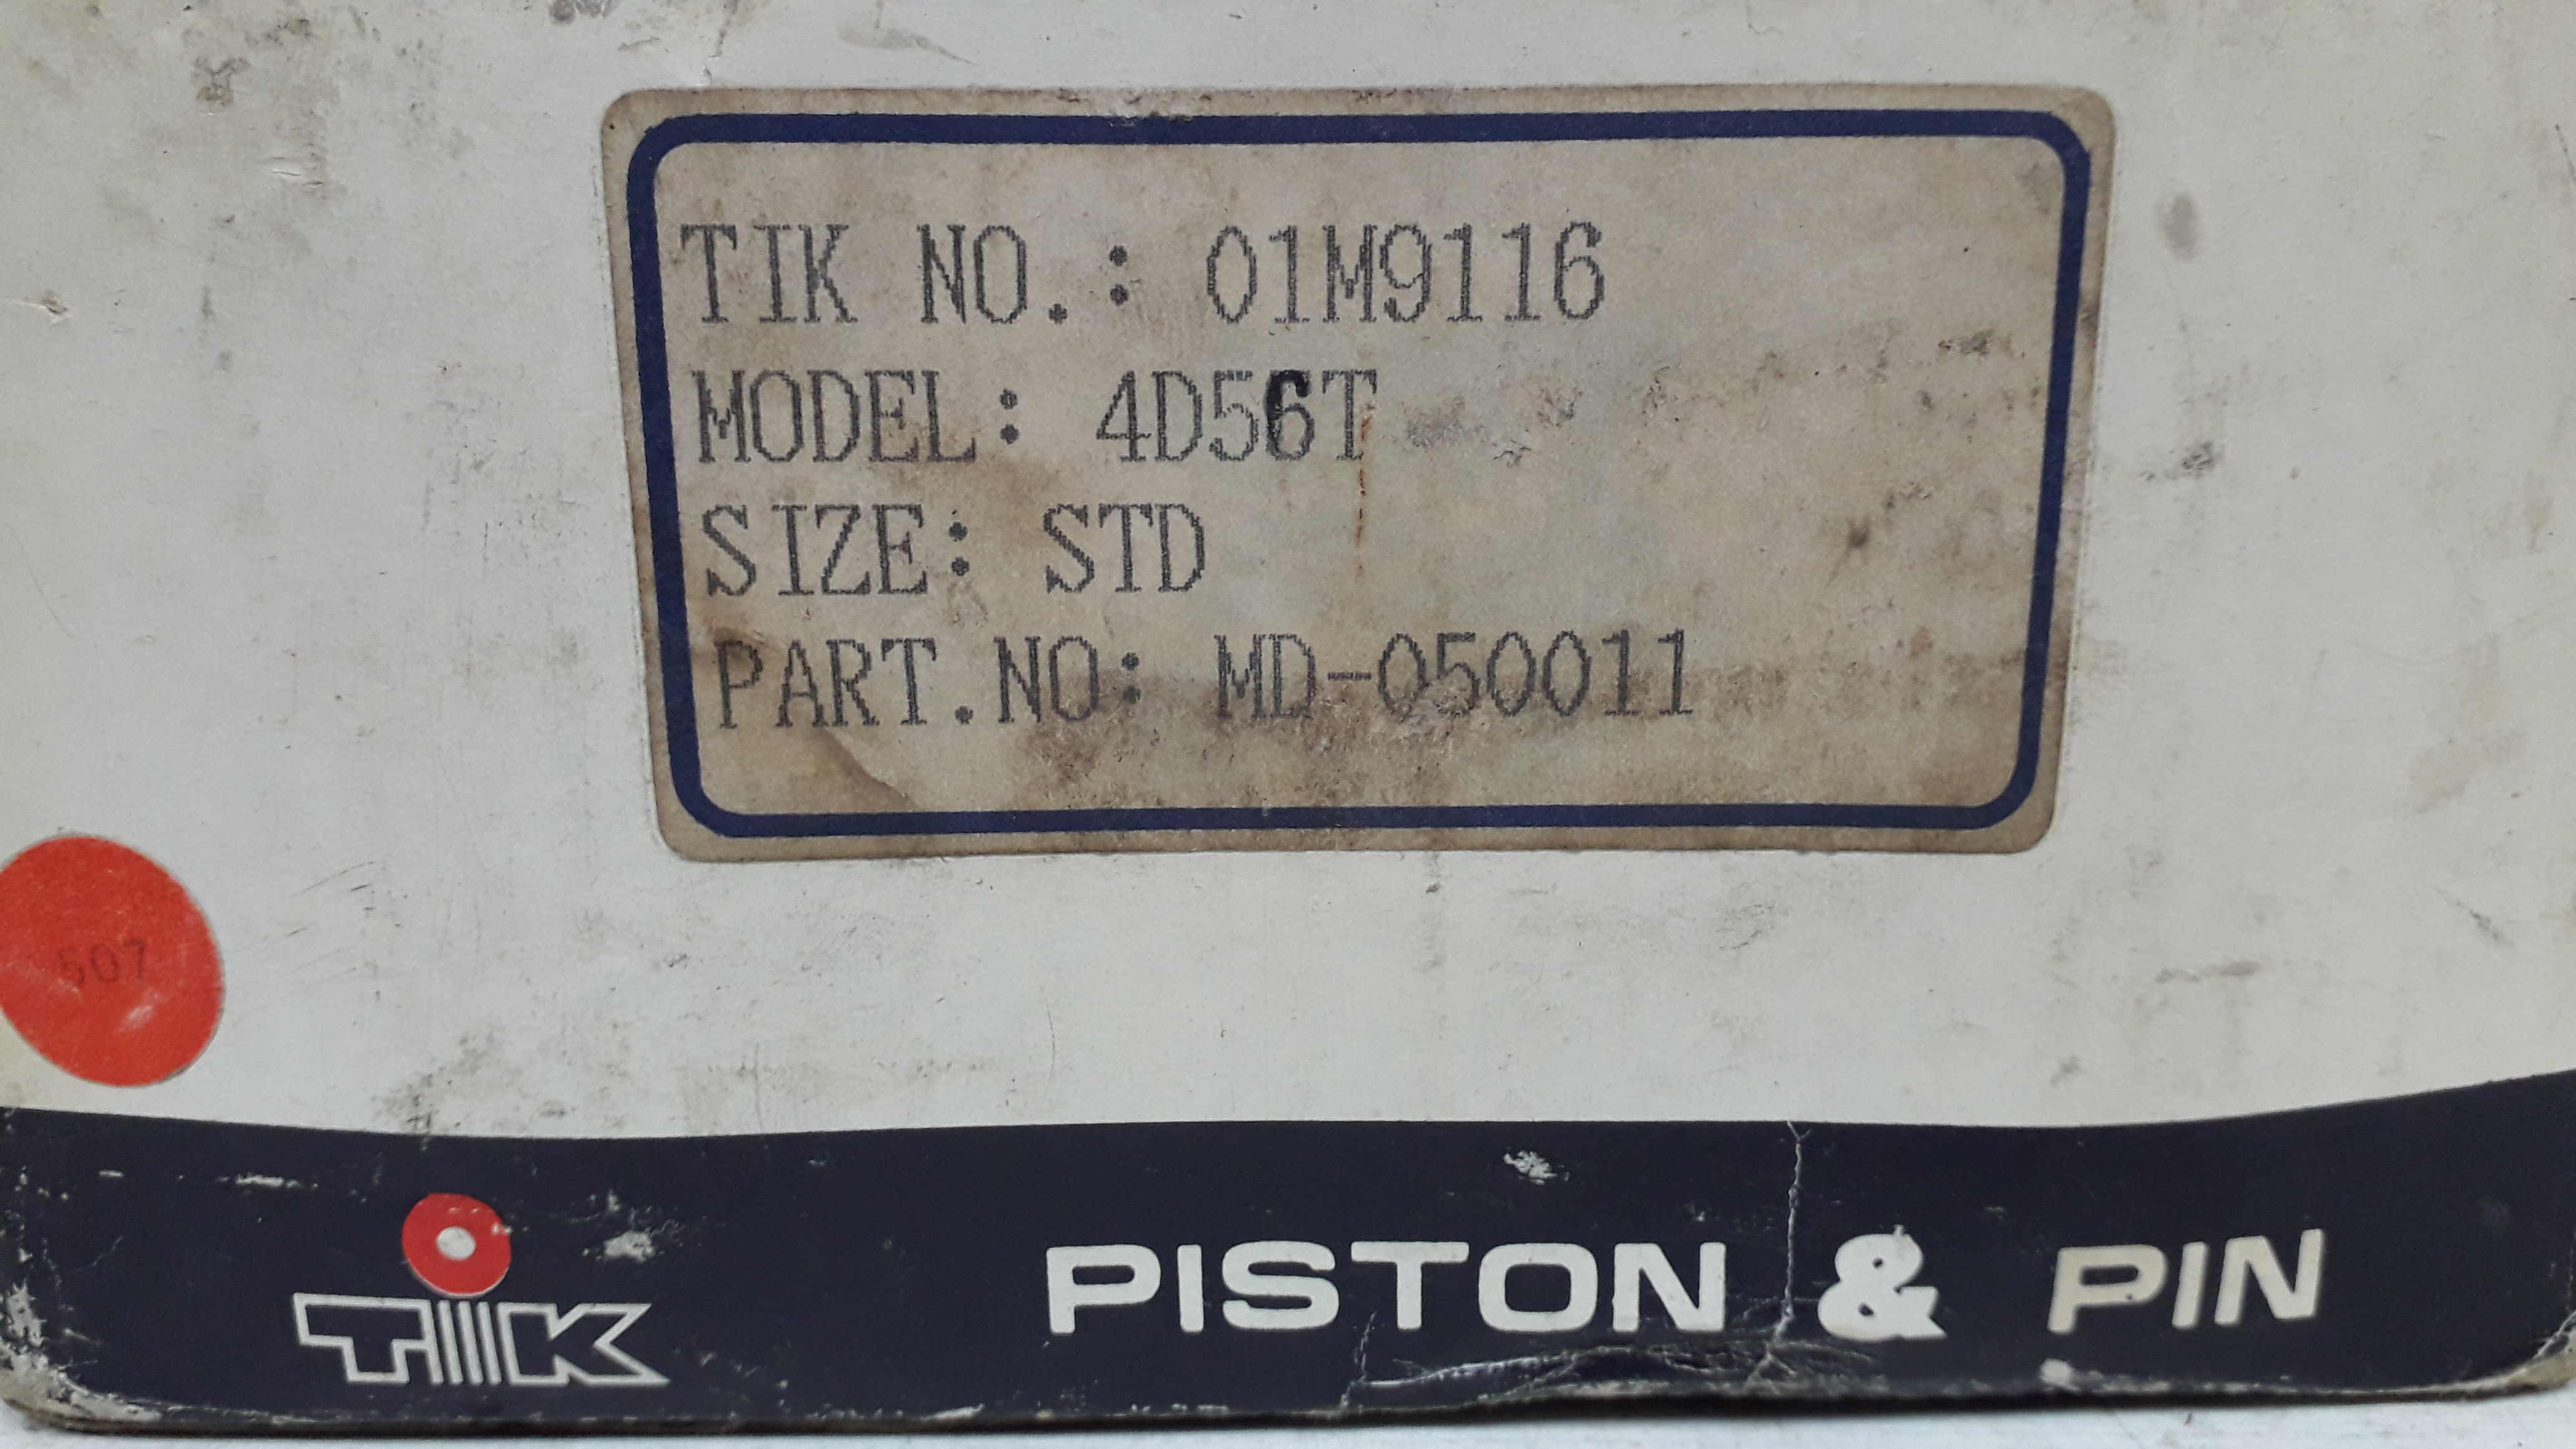 TIK NO.: 01M9116
MODEL: 4D56T
SIZE: STD
PART.NO: MD-050011
507
TIK
PISTON & PIN